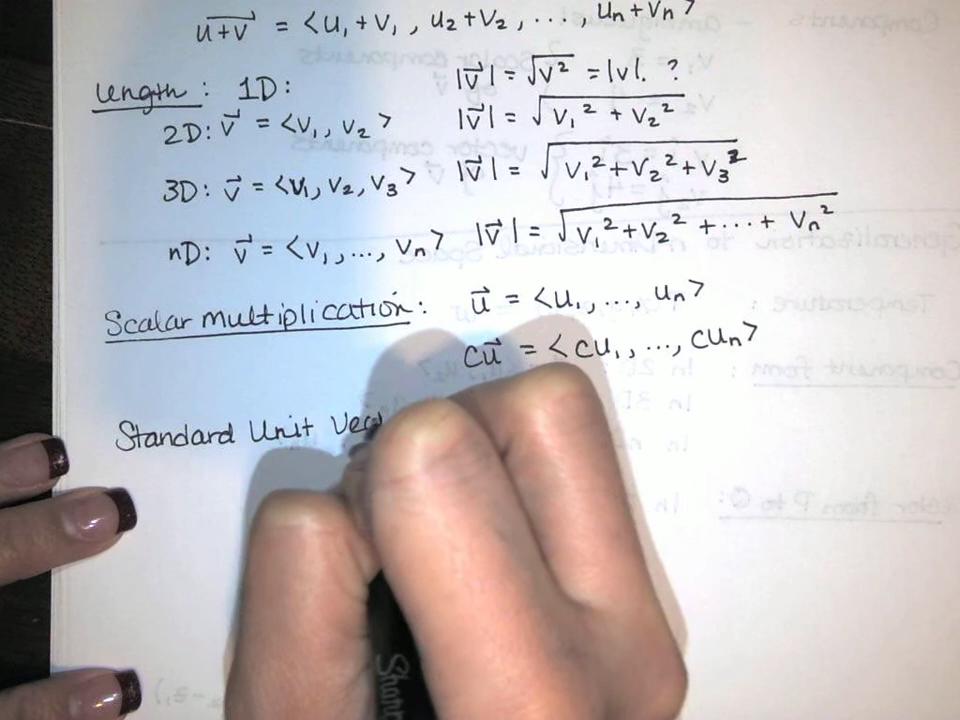 u+v⃗ = <u₁+v₁, u₂+v₂, ..., uₙ+vₙ>
Length: 1D: |v⃗| = √v² = |v|. ?
2D: v⃗ = <v₁, v₂> |v⃗| = √v₁² + v₂²
3D: v⃗ = <v₁, v₂, v₃> |v⃗| = √v₁²+v₂²+v₃²
nD: v⃗ = <v₁, ..., vₙ> |v⃗| = √v₁²+v₂² + ... + vₙ²
Scalar multiplication: u⃗ = <u₁, ..., uₙ>
cu⃗ = <cu₁, ..., cuₙ>
Standard Unit Vec